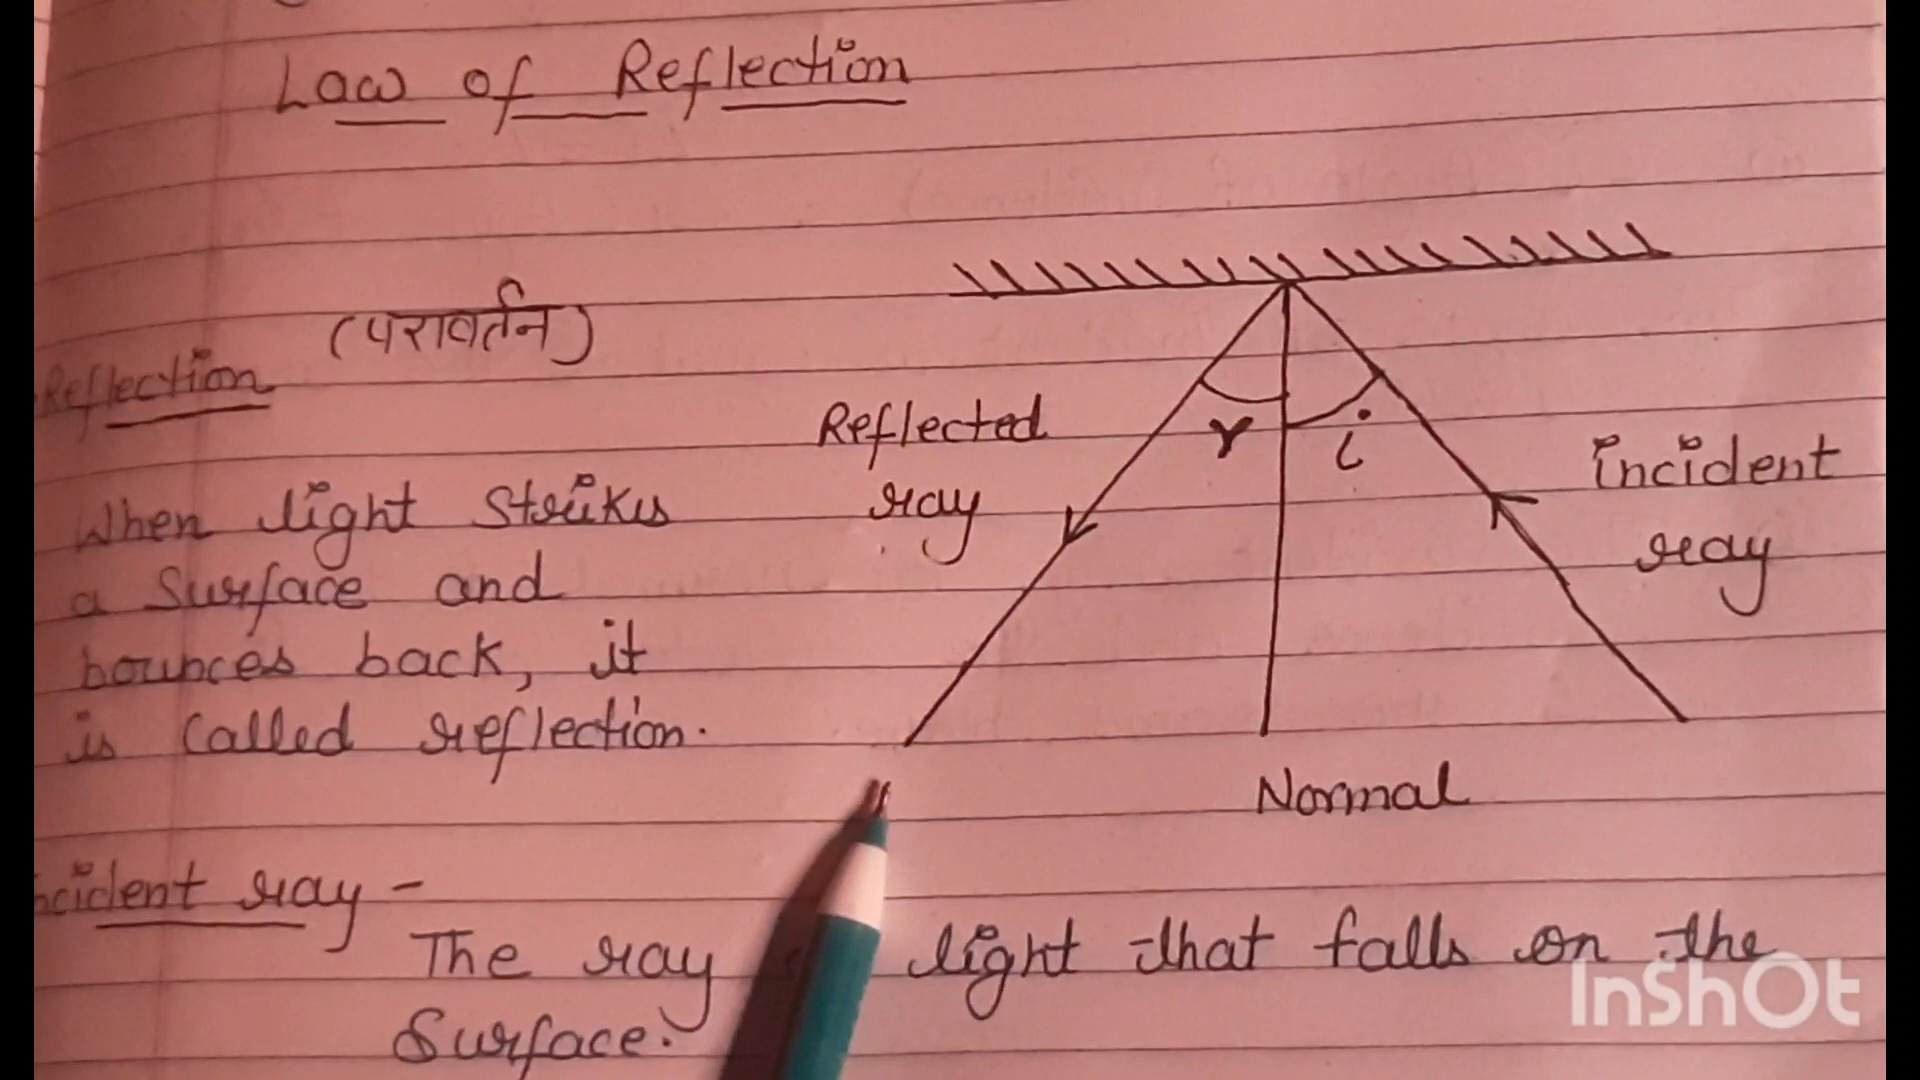 Law of Reflection
(परावर्तन)
Reflection
When light strikes
a surface and
bounces back, it
is called reflection.
Reflected
ray
r
i
incident
ray
Normal
ncident ray -
The ray light that falls on the
Surface.
InShOt